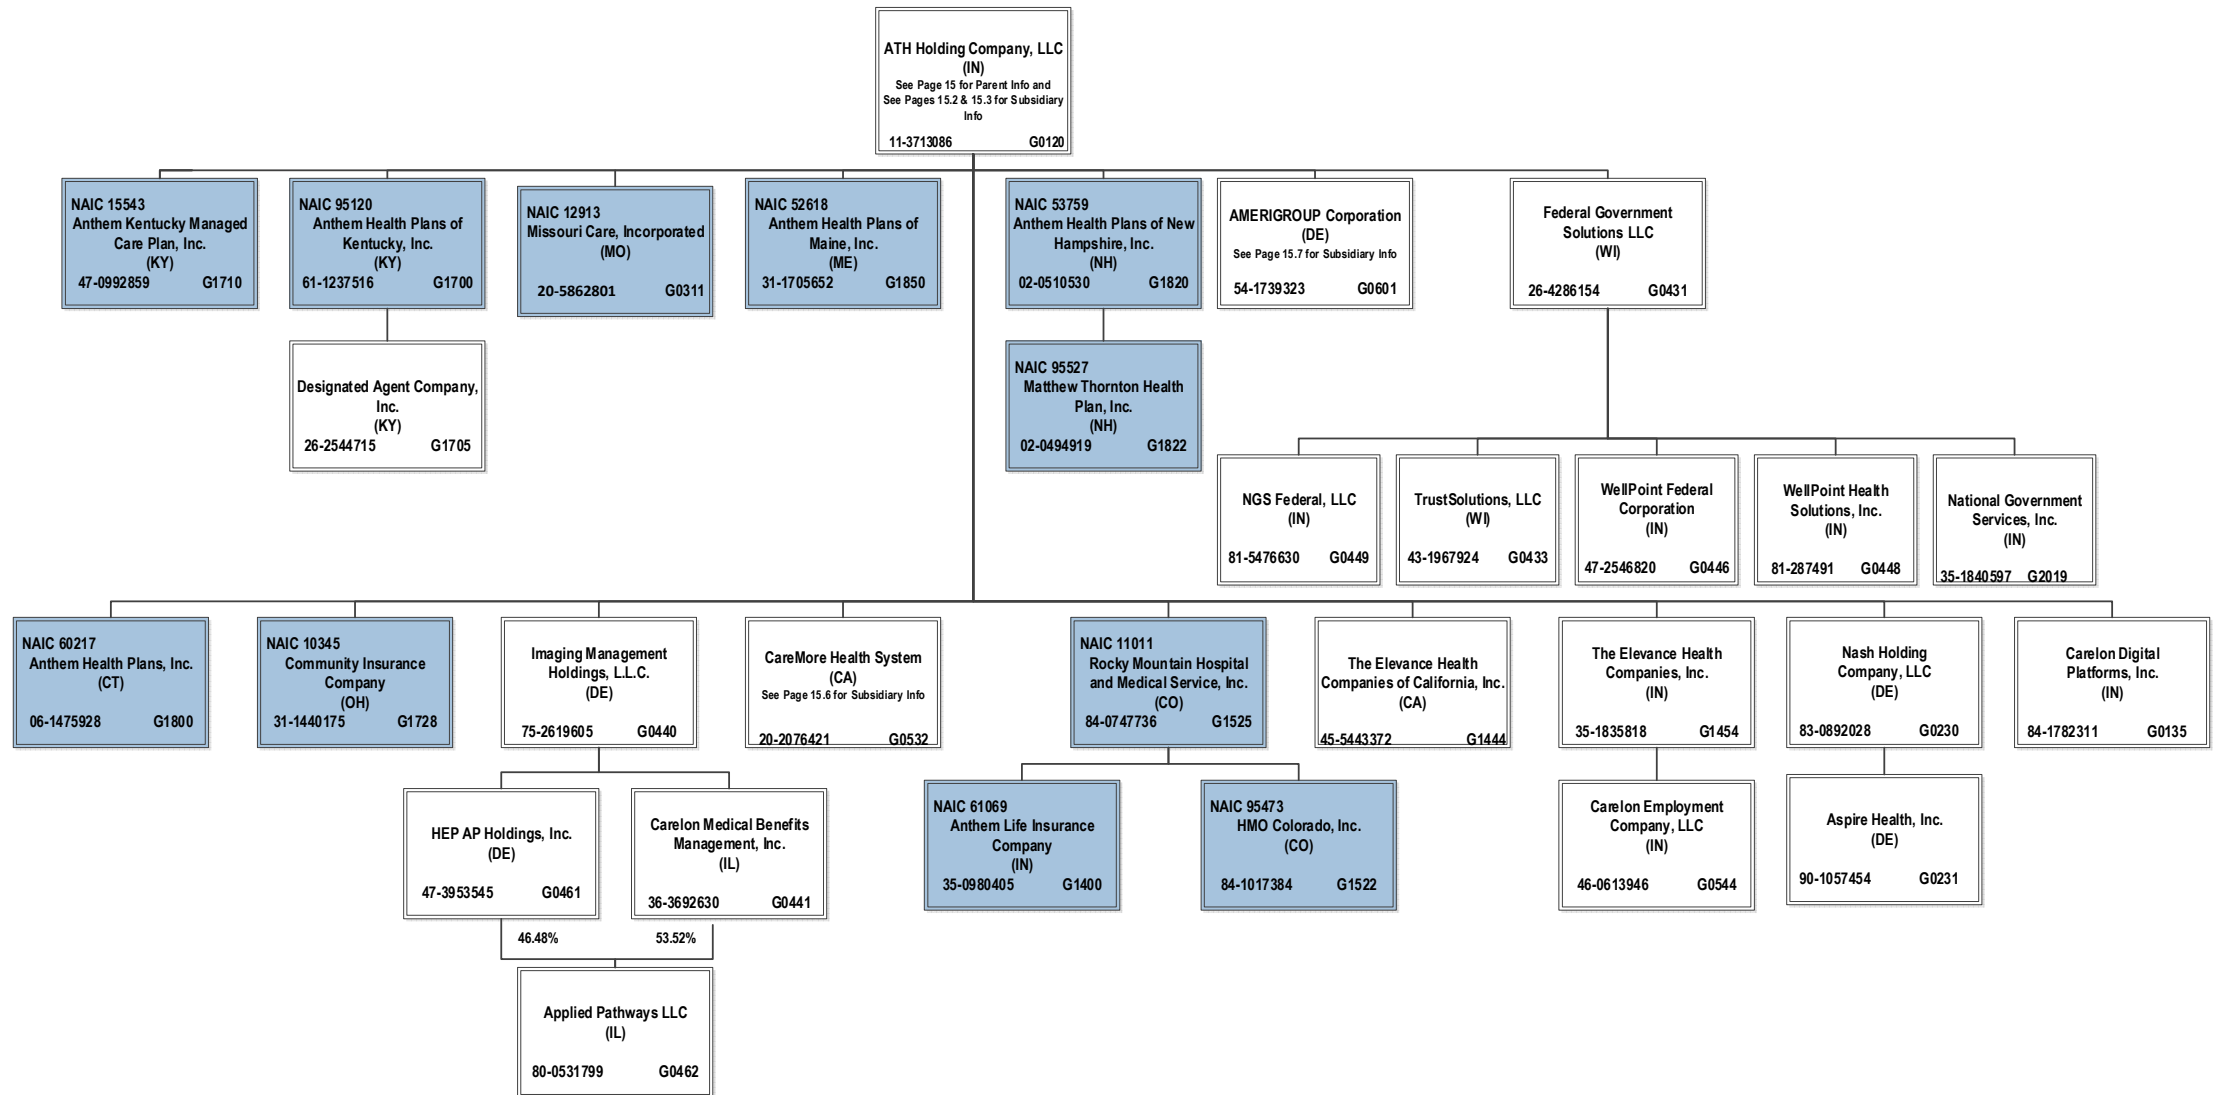 ATH Holding Company, LLC
(IN)
See Page 15 for Parent Info and
See Pages 15.2 & 15.3 for Subsidiary
Info
11-3713086 G0120
NAIC 15543
Anthem Kentucky Managed
Care Plan, Inc.
(KY)
47-0992859 G1710
NAIC 95120
Anthem Health Plans of
Kentucky, Inc.
(KY)
61-1237516 G1700
NAIC 12913
Missouri Care, Incorporated
(MO)
20-5862801 G0311
NAIC 52618
Anthem Health Plans of
Maine, Inc.
(ME)
31-1705652 G1850
NAIC 53759
Anthem Health Plans of New
Hampshire, Inc.
(NH)
02-0510530 G1820
AMERIGROUP Corporation
(DE)
See Page 15.7 for Subsidiary Info
54-1739323 G0601
Federal Government
Solutions LLC
(WI)
26-4286154 G0431
Designated Agent Company,
Inc.
(KY)
26-2544715 G1705
NAIC 95527
Matthew Thornton Health
Plan, Inc.
(NH)
02-0494919 G1822
NGS Federal, LLC
(IN)
81-5476630 G0449
TrustSolutions, LLC
(WI)
43-1967924 G0433
WellPoint Federal
Corporation
(IN)
47-2546820 G0446
WellPoint Health
Solutions, Inc.
(IN)
81-287491 G0448
National Government
Services, Inc.
(IN)
35-1840597 G2019
NAIC 60217
Anthem Health Plans, Inc.
(CT)
06-1475928 G1800
NAIC 10345
Community Insurance
Company
(OH)
31-1440175 G1728
Imaging Management
Holdings, L.L.C.
(DE)
75-2619605 G0440
CareMore Health System
(CA)
See Page 15.6 for Subsidiary Info
20-2076421 G0532
NAIC 11011
Rocky Mountain Hospital
and Medical Service, Inc.
(CO)
84-0747736 G1525
The Elevance Health
Companies of California, Inc.
(CA)
45-5443372 G1444
The Elevance Health
Companies, Inc.
(IN)
35-1835818 G1454
Nash Holding
Company, LLC
(DE)
83-0892028 G0230
Carelon Digital
Platforms, Inc.
(IN)
84-1782311 G0135
HEP AP Holdings, Inc.
(DE)
47-3953545 G0461
Carelon Medical Benefits
Management, Inc.
(IL)
36-3692630 G0441
NAIC 61069
Anthem Life Insurance
Company
(IN)
35-0980405 G1400
NAIC 95473
HMO Colorado, Inc.
(CO)
84-1017384 G1522
Carelon Employment
Company, LLC
(IN)
46-0613946 G0544
Aspire Health, Inc.
(DE)
90-1057454 G0231
46.48% 53.52%
Applied Pathways LLC
(IL)
80-0531799 G0462